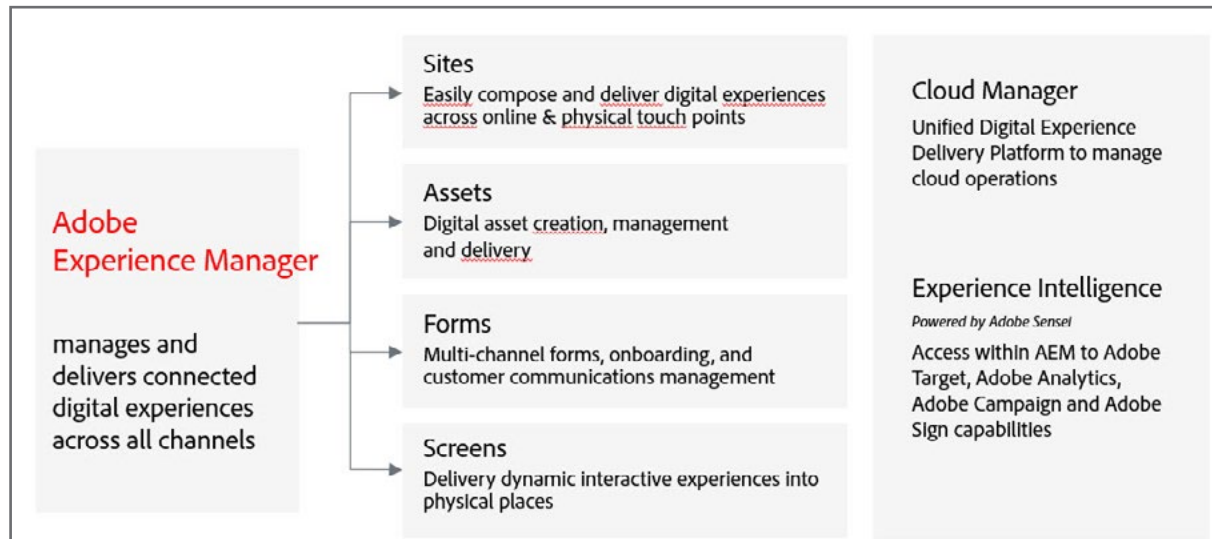 Adobe
Experience Manager
manages and
delivers connected
digital experiences
across all channels
Sites
Easily compose and deliver digital experiences
across online & physical touch points
Assets
Digital asset creation, management
and delivery
Forms
Multi-channel forms, onboarding, and
customer communications management
Screens
Delivery dynamic interactive experiences into
physical places
Cloud Manager
Unified Digital Experience
Delivery Platform to manage
cloud operations
Experience Intelligence
Powered by Adobe Sensei
Access within AEM to Adobe
Target, Adobe Analytics,
Adobe Campaign and Adobe
Sign capabilities